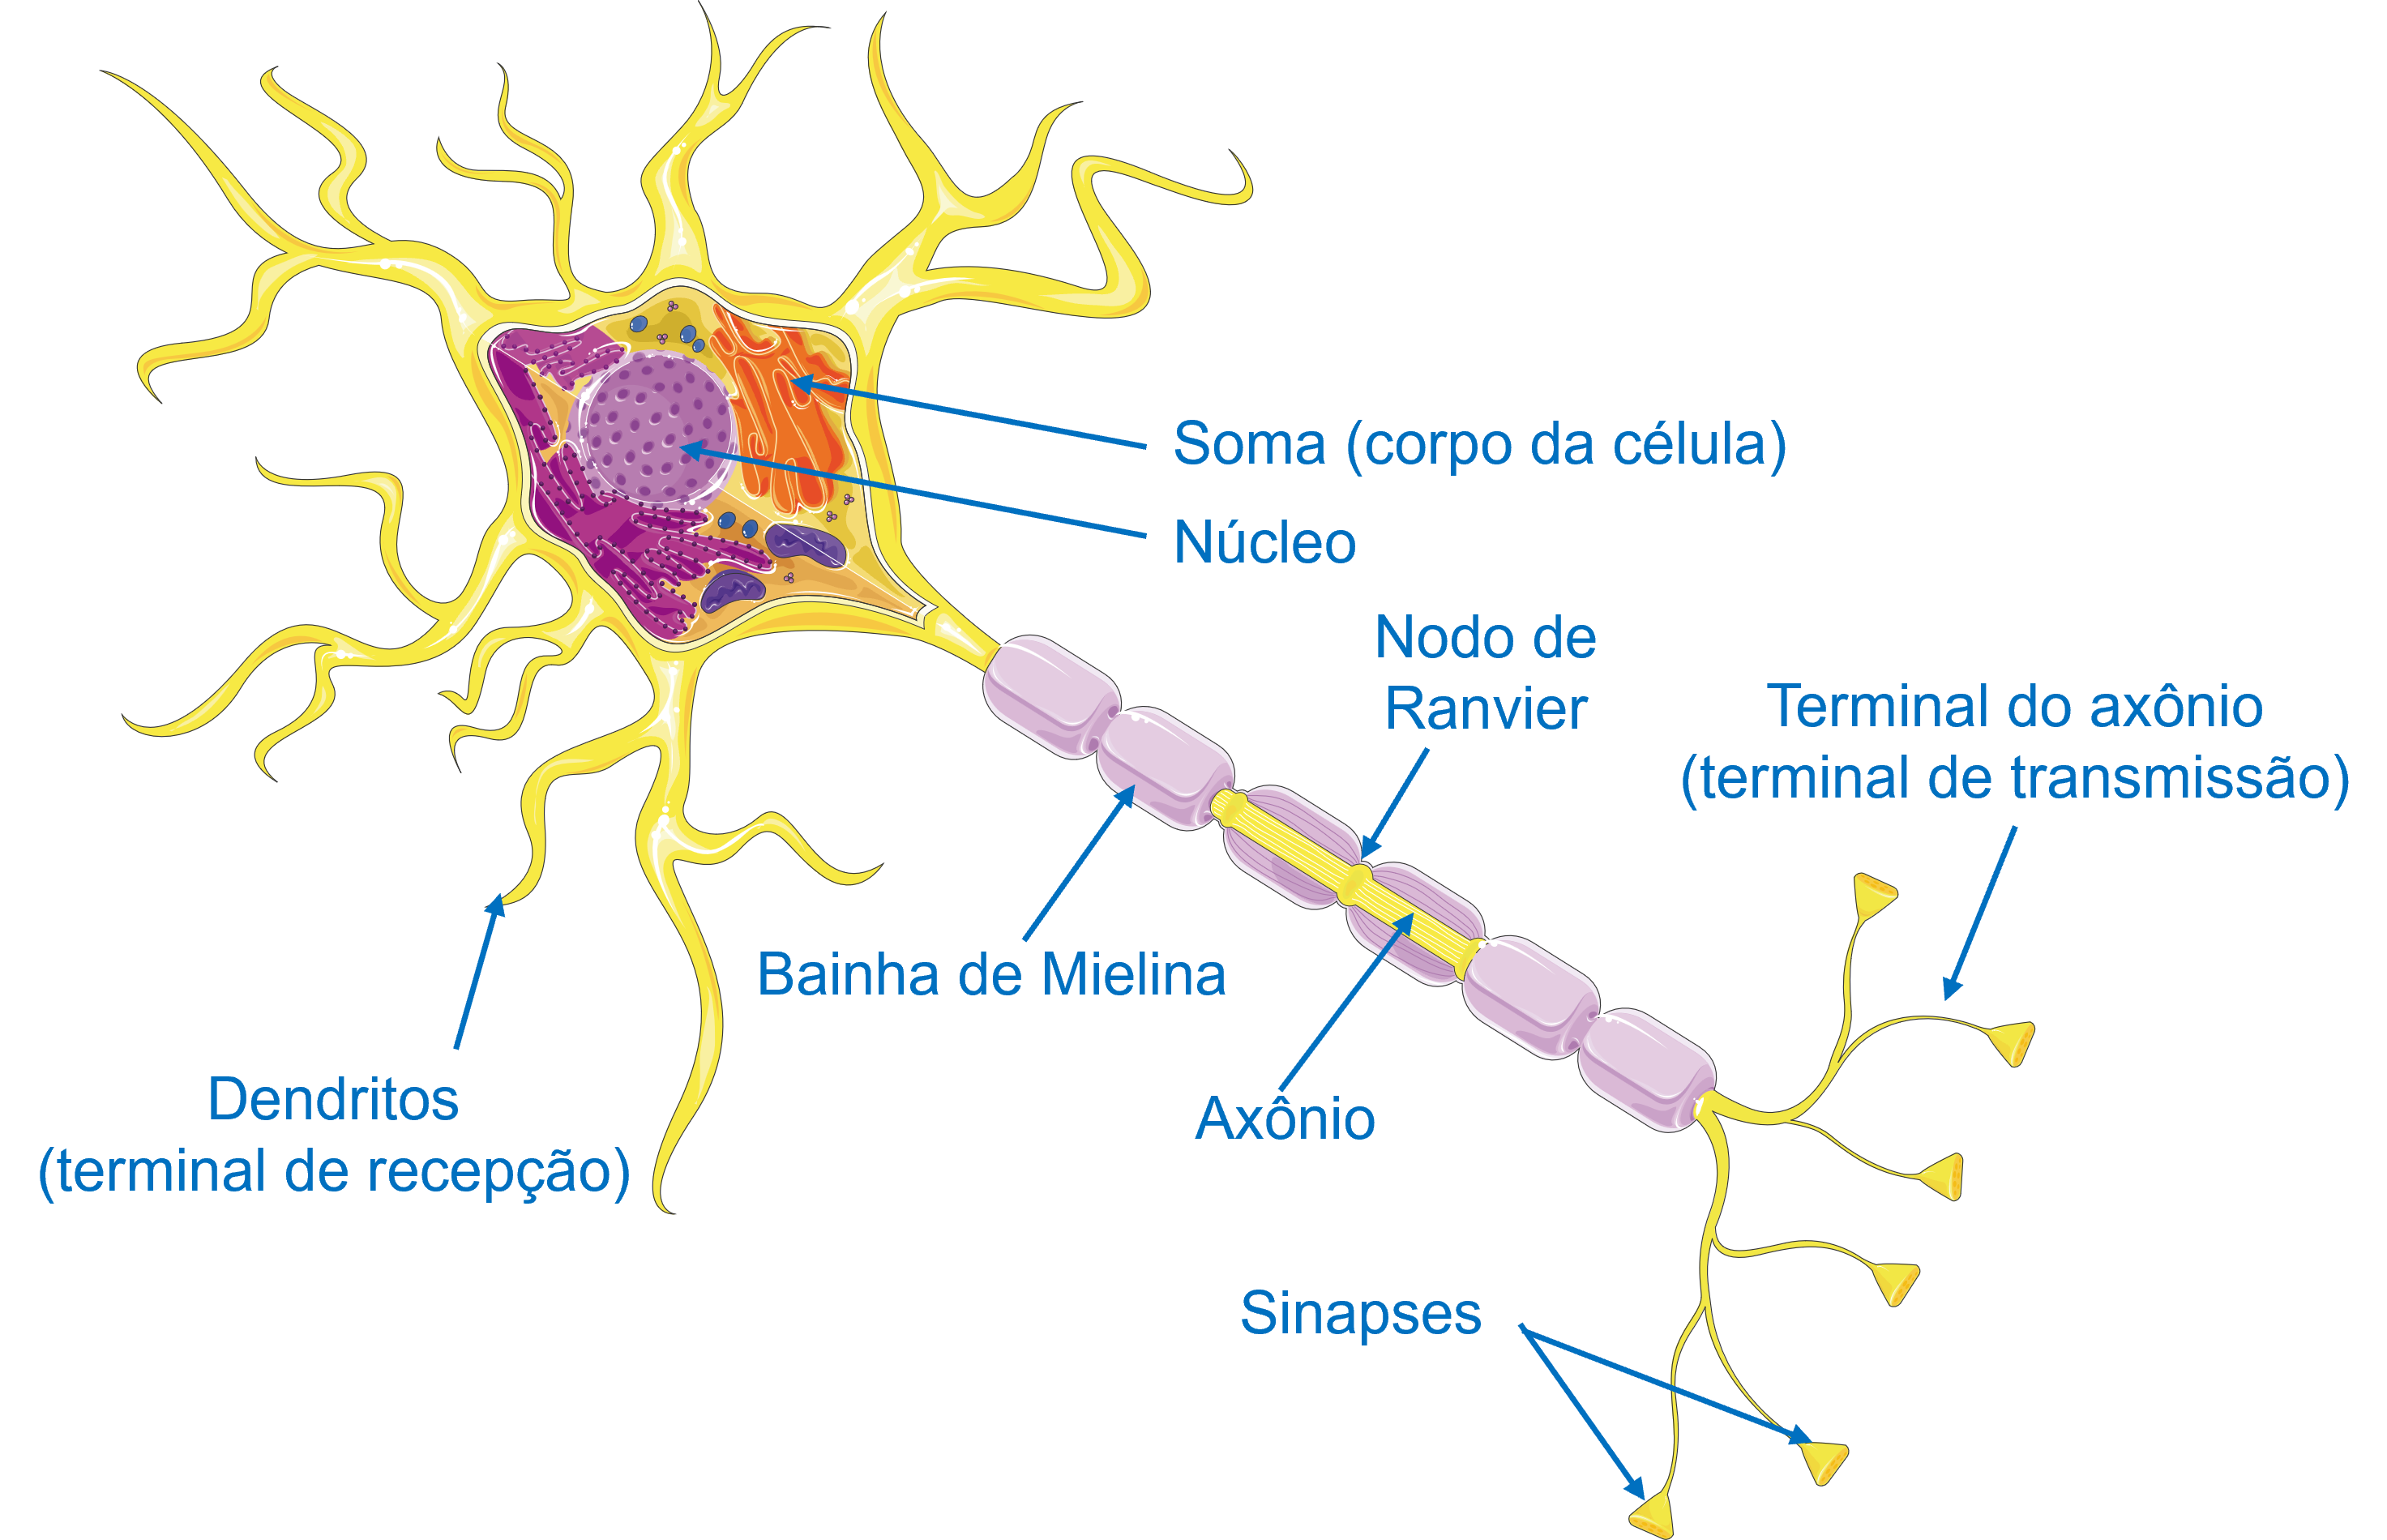 Soma (corpo da célula)
Núcleo
Nodo de
Ranvier
Terminal do axônio
(terminal de transmissão)
Bainha de Mielina
Dendritos
(terminal de recepção)
Axônio
Sinapses